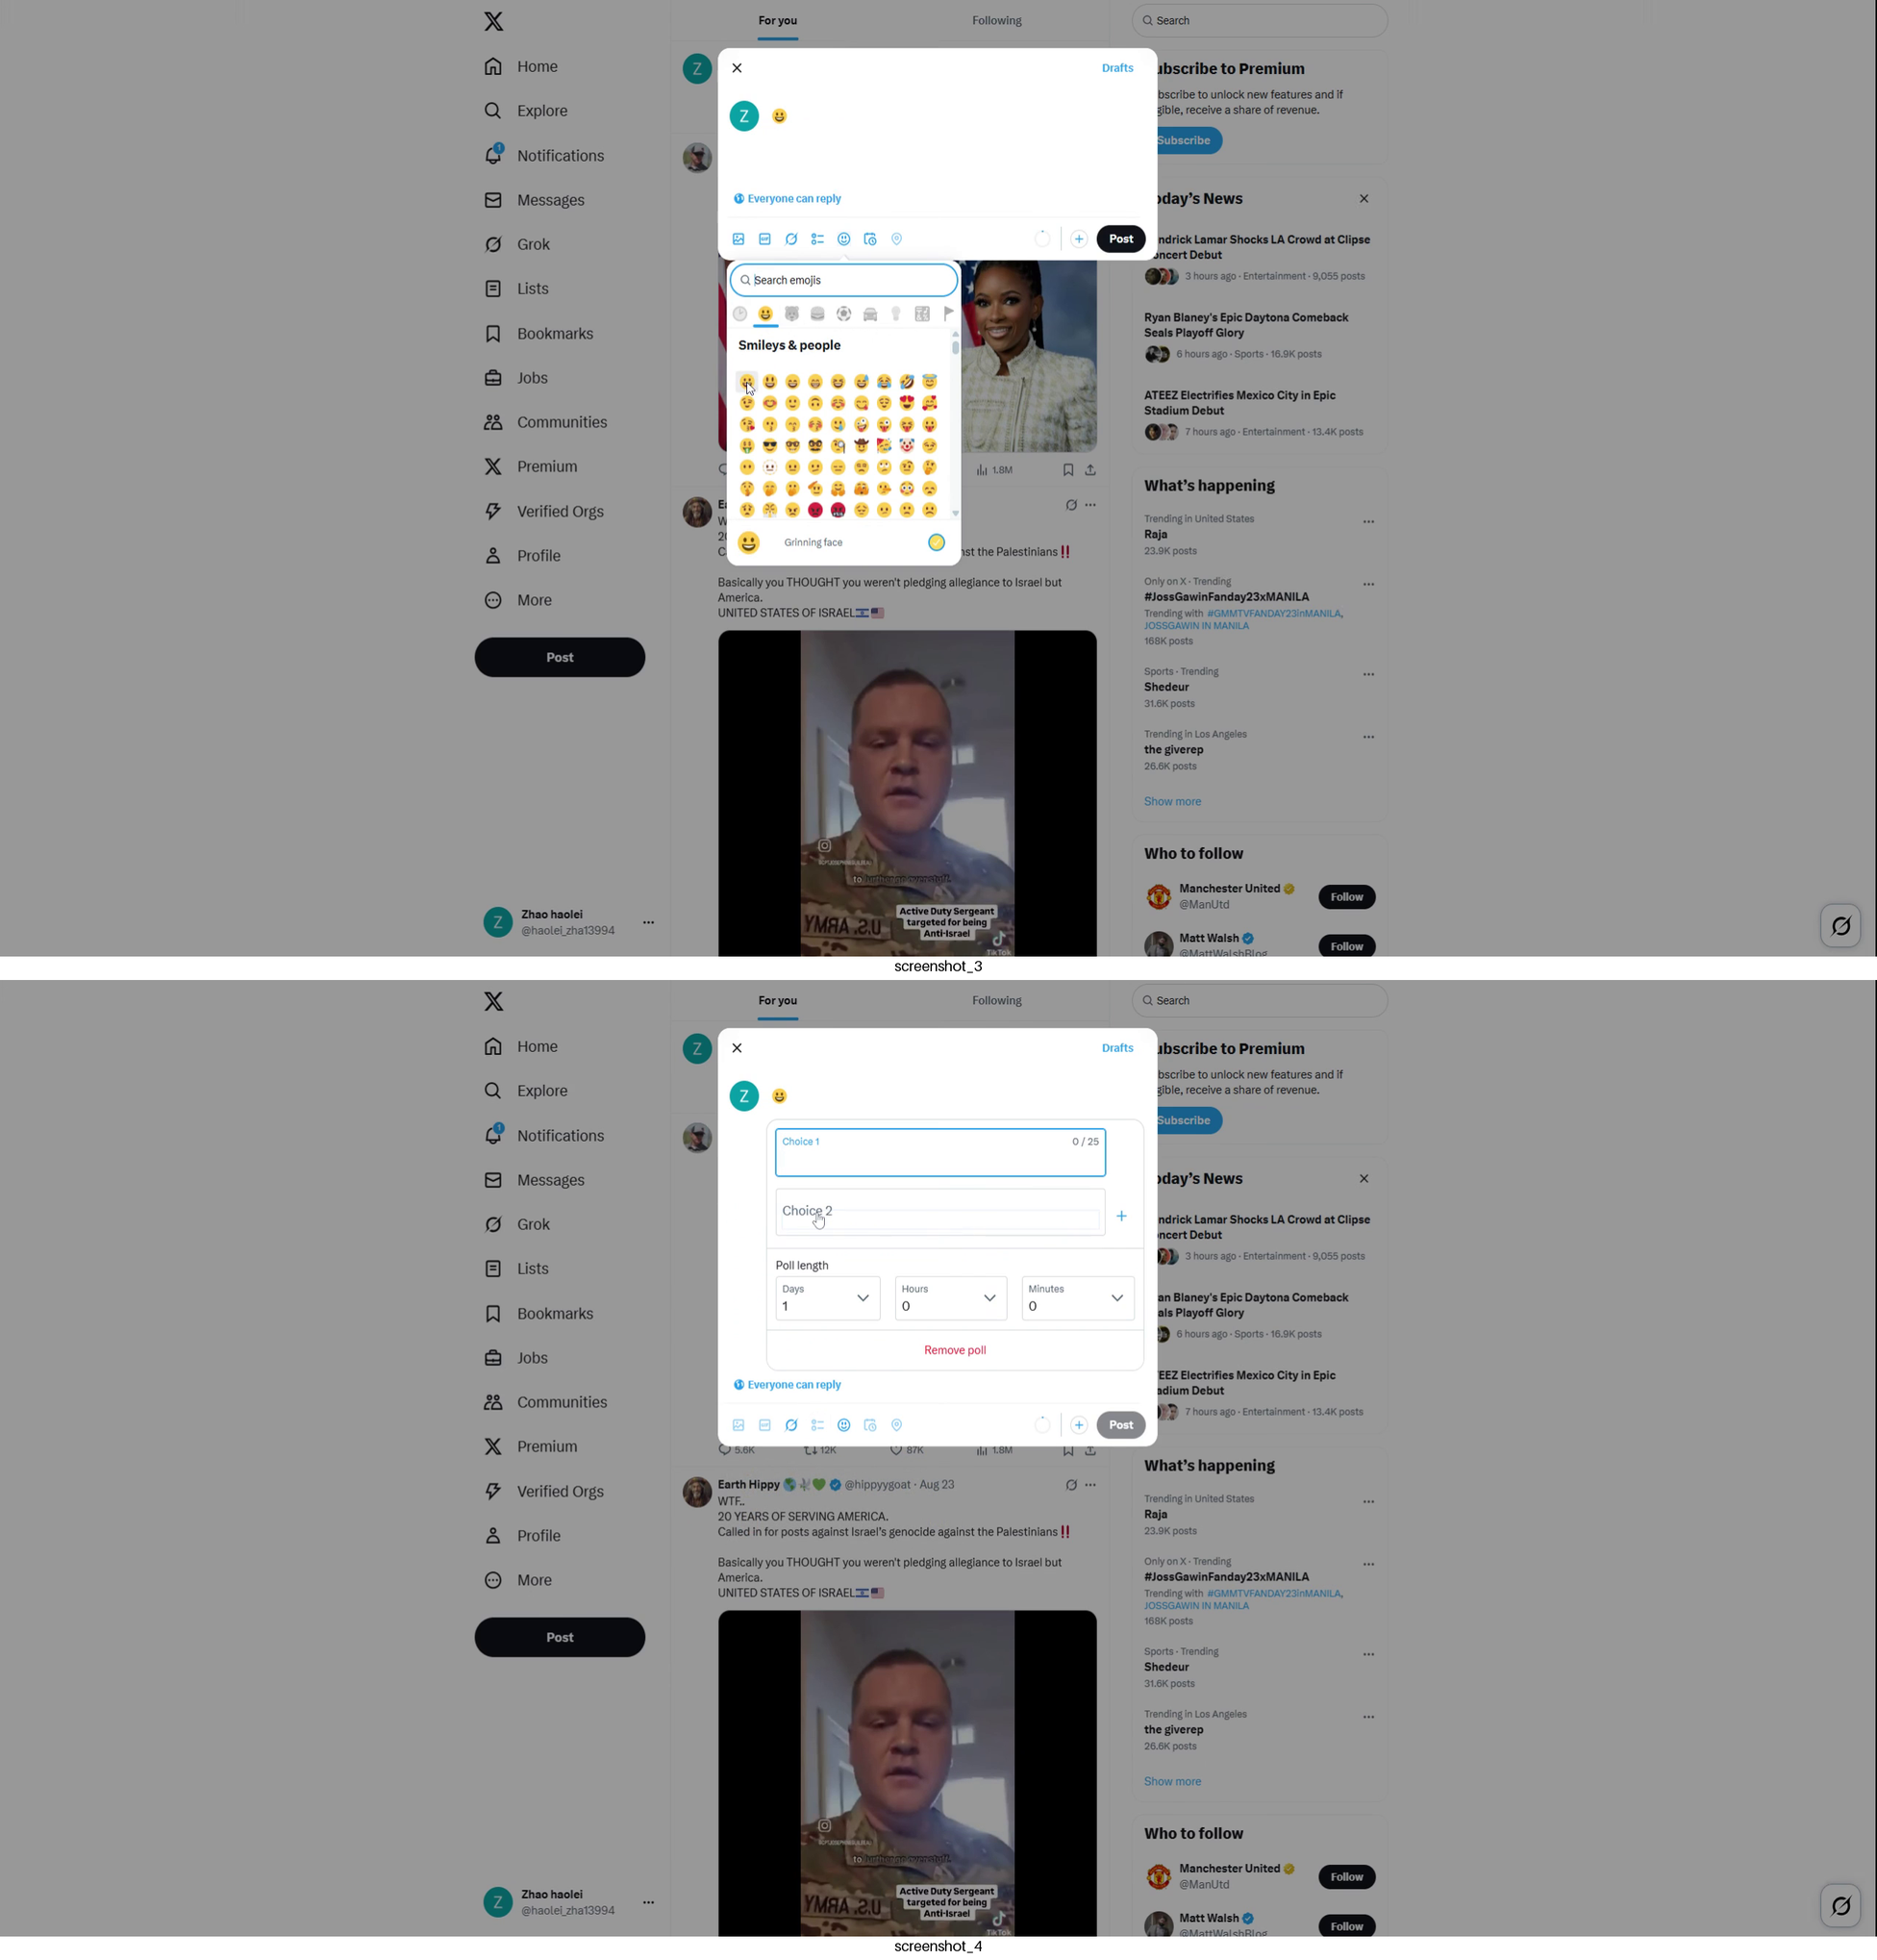 Home
Explore
1
Notifications
Messages
Grok
Lists
Bookmarks
Jobs
Communities
Premium
Verified Orgs
Profile
More
Post
Z
Zhao haolei
@haolei_zha13994
For you
Following
Z
Drafts
Z
Everyone can reply
Post
Search emojis
Smileys & people
Grinning face
1.8M
Ea
W
20
C
nst the Palestinians
Basically you THOUGHT you weren't pledging allegiance to Israel but
America.
UNITED STATES OF ISRAEL
U.S. ARMY
Active Duty Sergeant
targeted for being
Anti-Israel
TikTok
Search
ubscribe to Premium
bscribe to unlock new features and if
gible, receive a share of revenue.
Subscribe
oday's News
ndrick Lamar Shocks LA Crowd at Clipse
oncert Debut
3 hours ago · Entertainment · 9,055 posts
Ryan Blaney's Epic Daytona Comeback
Seals Playoff Glory
6 hours ago · Sports · 16.9K posts
ATEEZ Electrifies Mexico City in Epic
Stadium Debut
7 hours ago · Entertainment · 13.4K posts
What's happening
Trending in United States
Raja
23.9K posts
Only on X · Trending
#JossGawinFanday23xMANILA
Trending with #GMMTVFANDAY23inMANILA,
JOSSGAWIN IN MANILA
168K posts
Sports · Trending
Shedeur
31.6K posts
Trending in Los Angeles
the giverep
26.6K posts
Show more
Who to follow
Manchester United
@ManUtd
Follow
Matt Walsh
@MattWalshBlog
Follow
screenshot_3
Home
Explore
1
Notifications
Messages
Grok
Lists
Bookmarks
Jobs
Communities
Premium
Verified Orgs
Profile
More
Post
Z
Zhao haolei
@haolei_zha13994
For you
Following
Z
Drafts
Z
Choice 1
0 / 25
Choice 2
Poll length
Days
1
Hours
0
Minutes
0
Remove poll
Everyone can reply
Post
5.6K 12K 87K 1.8M
Earth Hippy @hippyygoat · Aug 23
WTF..
20 YEARS OF SERVING AMERICA.
Called in for posts against Israel's genocide against the Palestinians
Basically you THOUGHT you weren't pledging allegiance to Israel but
America.
UNITED STATES OF ISRAEL
U.S. ARMY
Active Duty Sergeant
targeted for being
Anti-Israel
TikTok
Search
ubscribe to Premium
bscribe to unlock new features and if
gible, receive a share of revenue.
Subscribe
oday's News
ndrick Lamar Shocks LA Crowd at Clipse
ncert Debut
3 hours ago · Entertainment · 9,055 posts
an Blaney's Epic Daytona Comeback
als Playoff Glory
6 hours ago · Sports · 16.9K posts
EEZ Electrifies Mexico City in Epic
adium Debut
7 hours ago · Entertainment · 13.4K posts
What's happening
Trending in United States
Raja
23.9K posts
Only on X · Trending
#JossGawinFanday23xMANILA
Trending with #GMMTVFANDAY23inMANILA,
JOSSGAWIN IN MANILA
168K posts
Sports · Trending
Shedeur
31.6K posts
Trending in Los Angeles
the giverep
26.6K posts
Show more
Who to follow
Manchester United
@ManUtd
Follow
Matt Walsh
@MattWalshBlog
Follow
screenshot_4